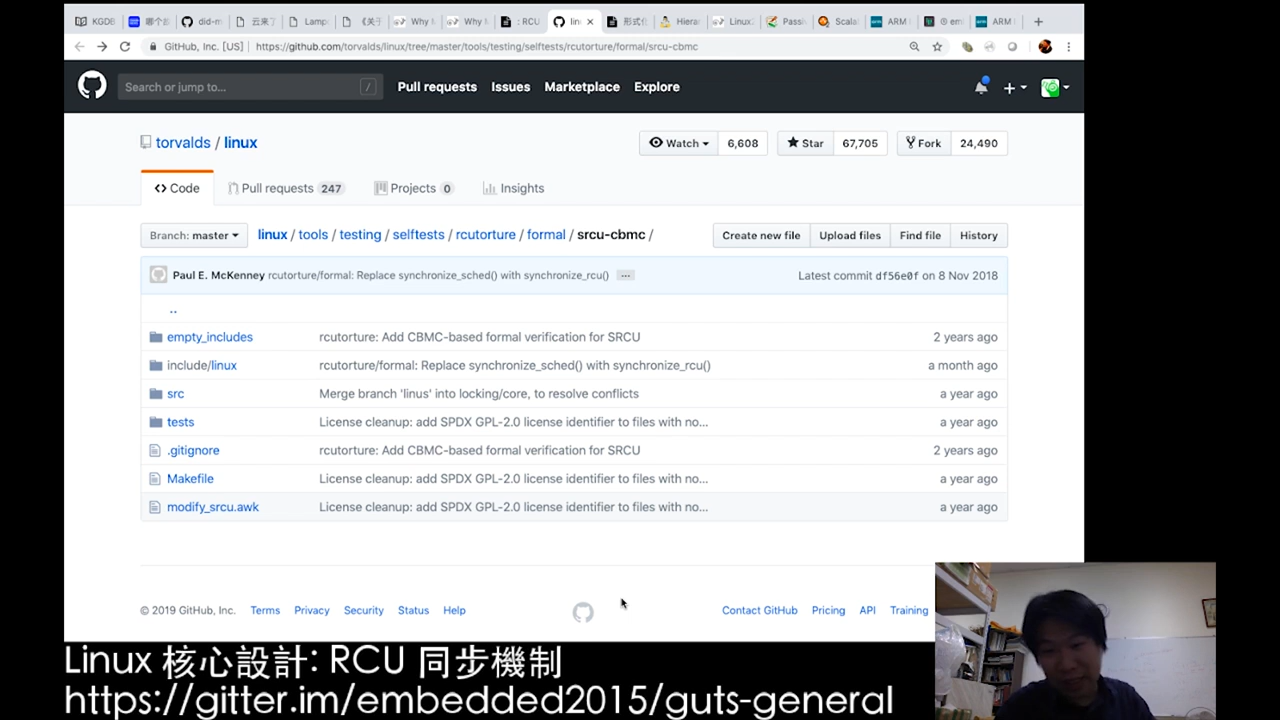 KGDB
哪个
did-m
云来了
Lamp
《关于
Why
Why
: RCU
lin
形式化
Hierar
Linux
Passi
Scala
ARM
em
ARM
GitHub, Inc. [US] https://github.com/torvalds/linux/tree/master/tools/testing/selftests/rcutorture/formal/srcu-cbmc
Search or jump to... /
Pull requests Issues Marketplace Explore
torvalds / linux
Watch 6,608 Star 67,705 Fork 24,490
Code Pull requests 247 Projects 0 Insights
Branch: master linux / tools / testing / selftests / rcutorture / formal / srcu-cbmc / Create new file Upload files Find file History
Paul E. McKenney rcutorture/formal: Replace synchronize_sched() with synchronize_rcu() ... Latest commit df56e0f on 8 Nov 2018
..
empty_includes rcutorture: Add CBMC-based formal verification for SRCU 2 years ago
include/linux rcutorture/formal: Replace synchronize_sched() with synchronize_rcu() a month ago
src Merge branch 'linus' into locking/core, to resolve conflicts a year ago
tests License cleanup: add SPDX GPL-2.0 license identifier to files with no... a year ago
.gitignore rcutorture: Add CBMC-based formal verification for SRCU 2 years ago
Makefile License cleanup: add SPDX GPL-2.0 license identifier to files with no... a year ago
modify_srcu.awk License cleanup: add SPDX GPL-2.0 license identifier to files with no... a year ago
© 2019 GitHub, Inc. Terms Privacy Security Status Help Contact GitHub Pricing API Training
Linux 核心設計: RCU 同步機制
https://gitter.im/embedded2015/guts-general